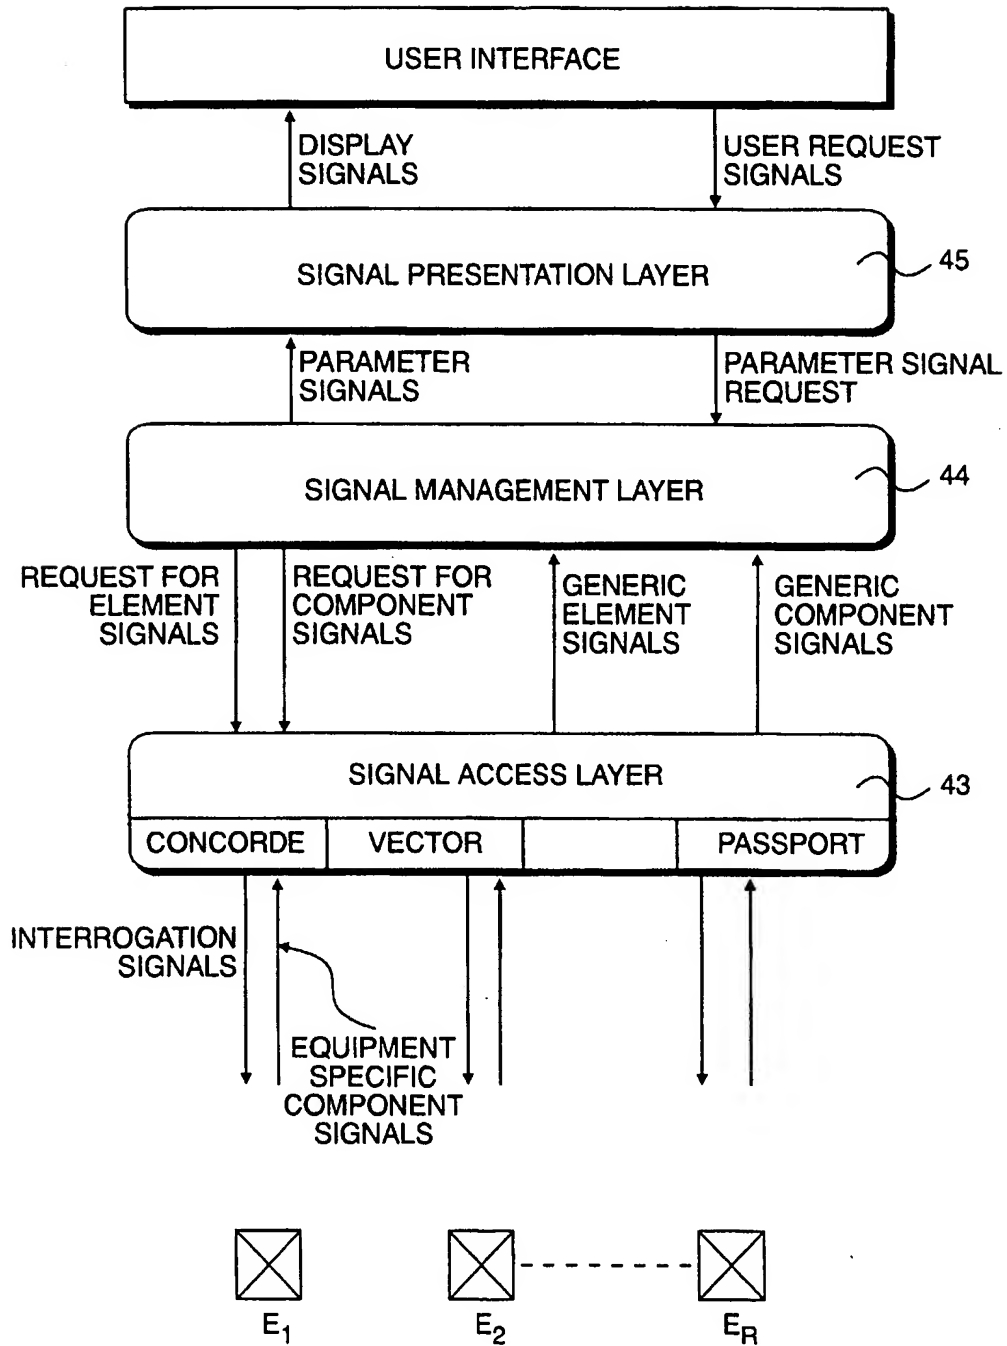 USER INTERFACE
DISPLAY
SIGNALS
USER REQUEST
SIGNALS
SIGNAL PRESENTATION LAYER
45
PARAMETER
SIGNALS
PARAMETER SIGNAL
REQUEST
SIGNAL MANAGEMENT LAYER
44
REQUEST FOR
ELEMENT
SIGNALS
REQUEST FOR
COMPONENT
SIGNALS
GENERIC
ELEMENT
SIGNALS
GENERIC
COMPONENT
SIGNALS
SIGNAL ACCESS LAYER
43
CONCORDE
VECTOR
PASSPORT
INTERROGATION
SIGNALS
EQUIPMENT
SPECIFIC
COMPONENT
SIGNALS
E1
E2
ER